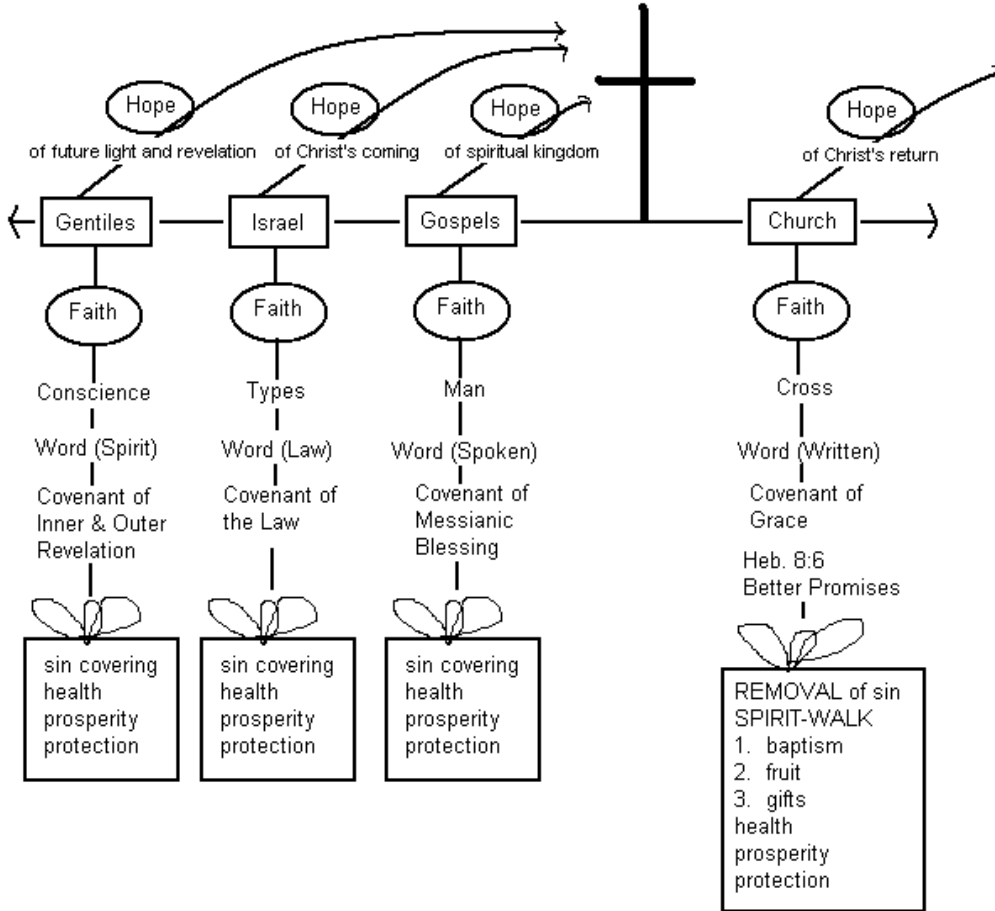 Hope
of future light and revelation
Gentiles
Faith
Conscience
Word (Spirit)
Covenant of
Inner & Outer
Revelation
sin covering
health
prosperity
protection
Hope
of Christ's coming
Israel
Faith
Types
Word (Law)
Covenant of
the Law
sin covering
health
prosperity
protection
Hope
of spiritual kingdom
Gospels
Faith
Man
Word (Spoken)
Covenant of
Messianic
Blessing
sin covering
health
prosperity
protection
Hope
of Christ's return
Church
Faith
Cross
Word (Written)
Covenant of
Grace
Heb. 8:6
Better Promises
REMOVAL of sin
SPIRIT-WALK
1. baptism
2. fruit
3. gifts
health
prosperity
protection